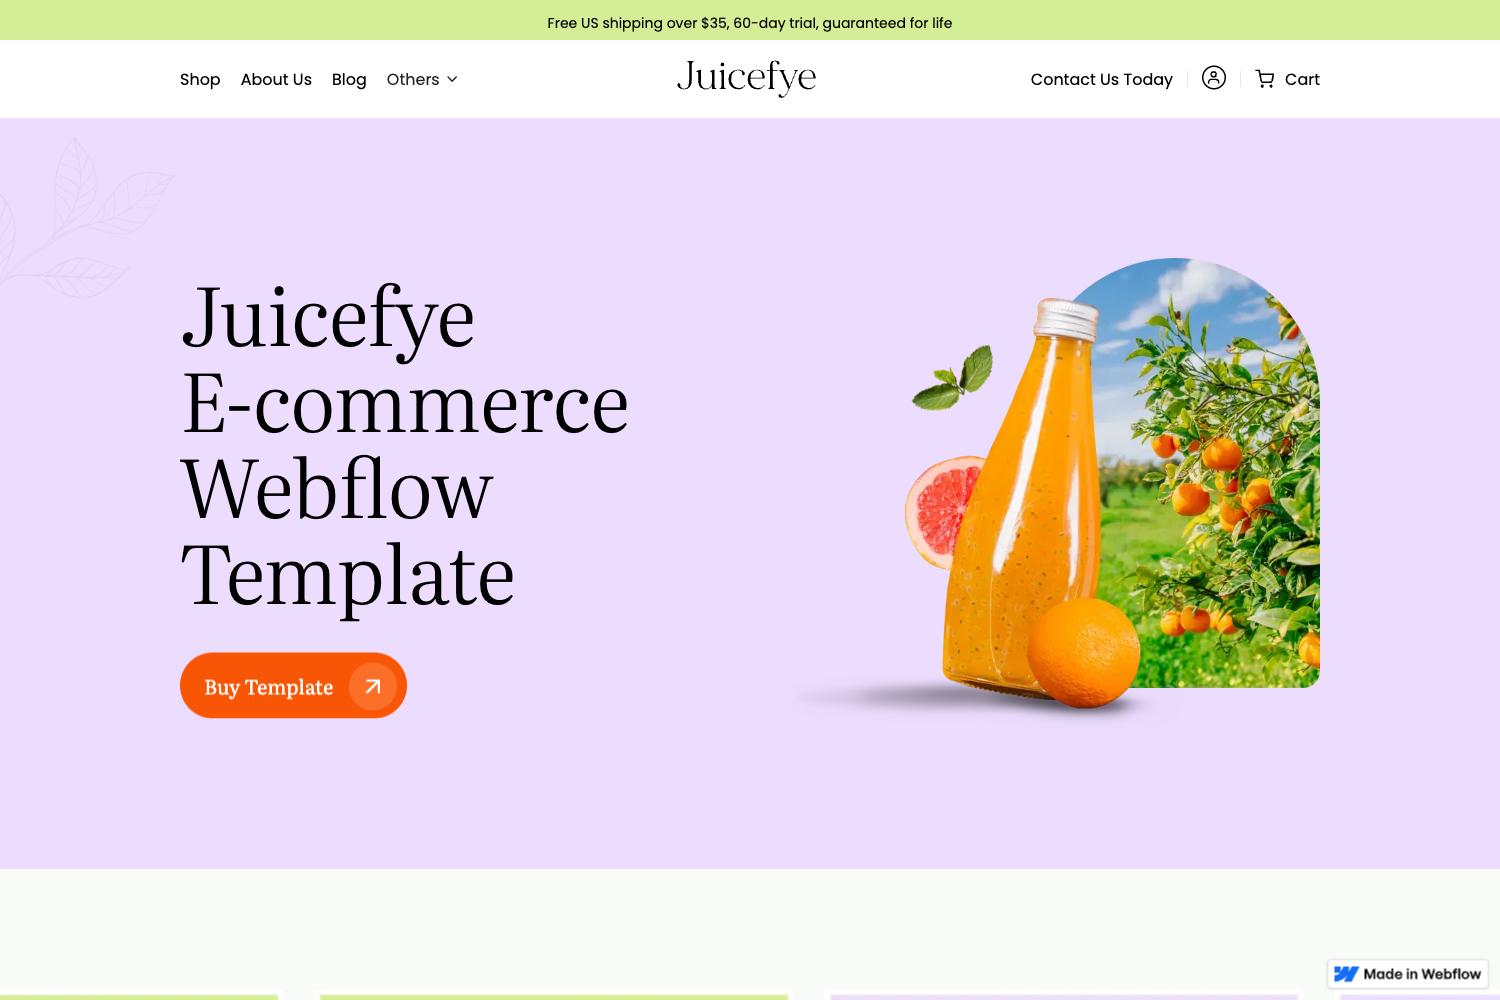 Free US shipping over $35, 60-day trial, guaranteed for life
Shop About Us Blog Others Juicefye Contact Us Today Cart
Juicefye
E-commerce
Webflow
Template
Buy Template
Made in Webflow